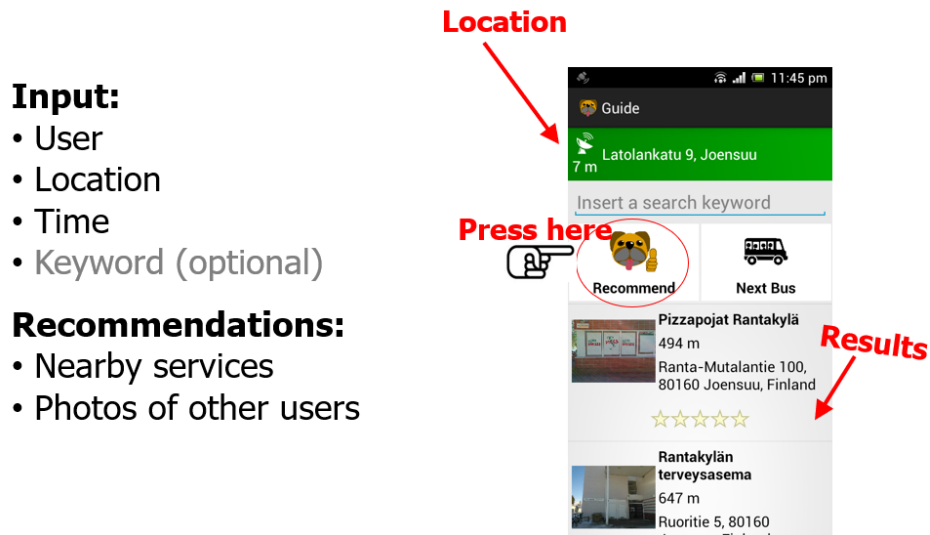 Location
Input:
• User
• Location
• Time
• Keyword (optional)
Recommendations:
• Nearby services
• Photos of other users
11:45 pm
Guide
7 m
Latolankatu 9, Joensuu
Insert a search keyword
Press here
Recommend
Next Bus
Pizzapojat Rantakylä
494 m
Ranta-Mutalantie 100,
80160 Joensuu, Finland
Results
Rantakylän
terveysasema
647 m
Ruoritie 5, 80160